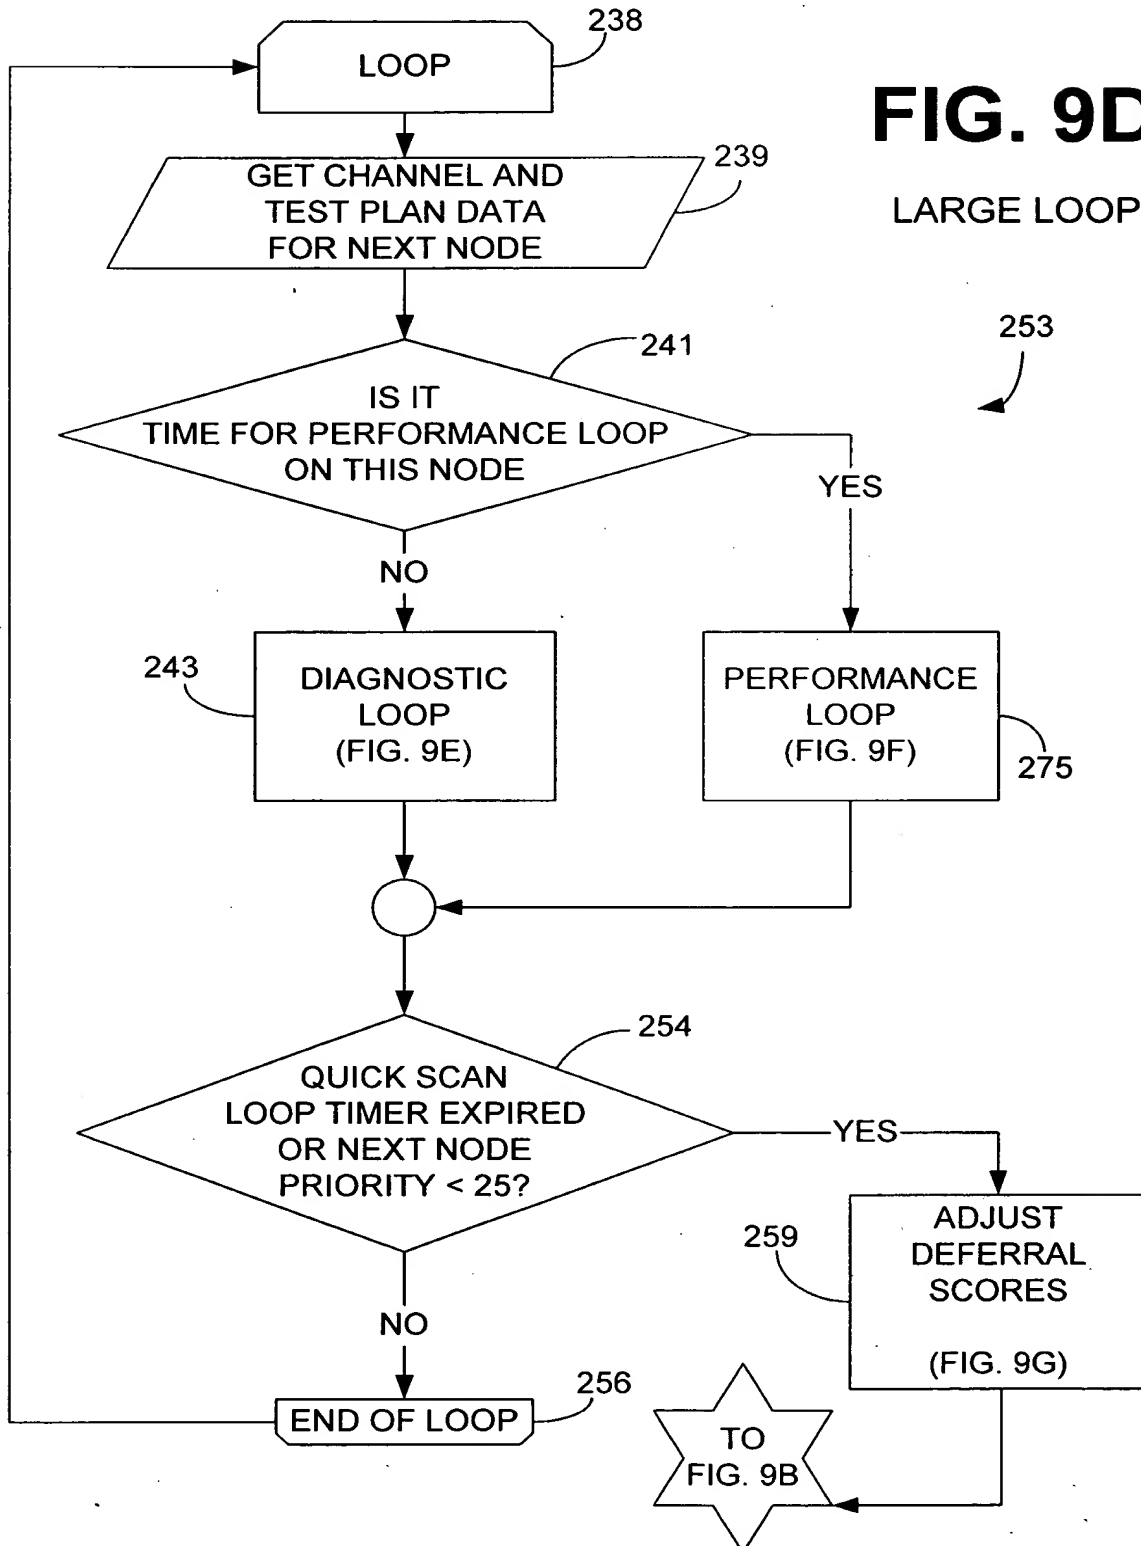 238
LOOP
FIG. 9D
LARGE LOOP
239
GET CHANNEL AND
TEST PLAN DATA
FOR NEXT NODE
253
241
IS IT
TIME FOR PERFORMANCE LOOP
ON THIS NODE
YES
NO
243
DIAGNOSTIC
LOOP
(FIG. 9E)
PERFORMANCE
LOOP
(FIG. 9F)
275
254
QUICK SCAN
LOOP TIMER EXPIRED
OR NEXT NODE
PRIORITY < 25?
YES
259
ADJUST
DEFERRAL
SCORES
(FIG. 9G)
NO
256
END OF LOOP
TO
FIG. 9B